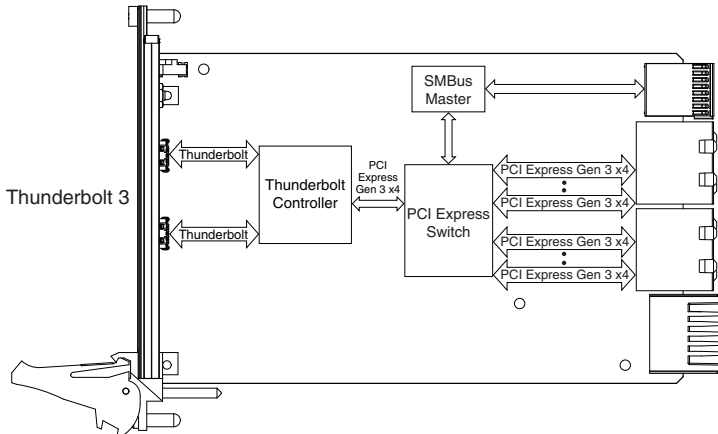 SMBus
Master
Thunderbolt
PCI
Express
Gen 3 x4
PCI Express Gen 3 x4
PCI Express Gen 3 x4
Thunderbolt 3
Thunderbolt
Controller
PCI Express
Switch
Thunderbolt
PCI Express Gen 3 x4
PCI Express Gen 3 x4